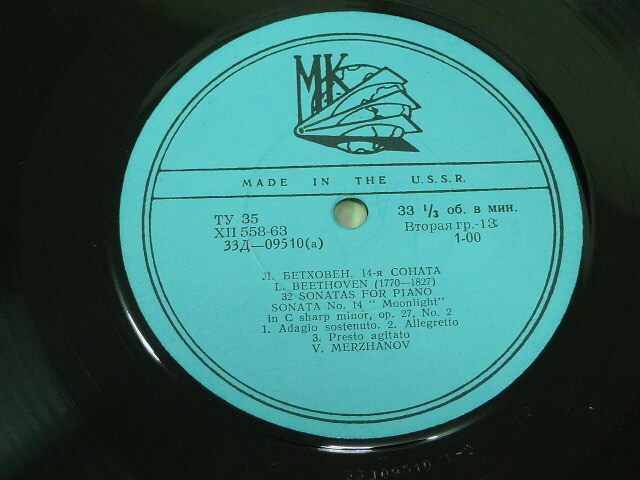 MK
MADE IN THE U.S.S.R.
ТУ 35
XII 558-63
33Д—09510(а)
33 1/3 об. в мин.
Вторая гр.-13
1-00
Л. БЕТХОВЕН. 14-я СОНАТА
L. BEETHOVEN (1770—1827)
32 SONATAS FOR PIANO
SONATA No. 14 " Moonlight"
in C sharp minor, op. 27, No. 2
1. Adagio sostenuto. 2. Allegretto
3. Presto agitato
V. MERZHANOV